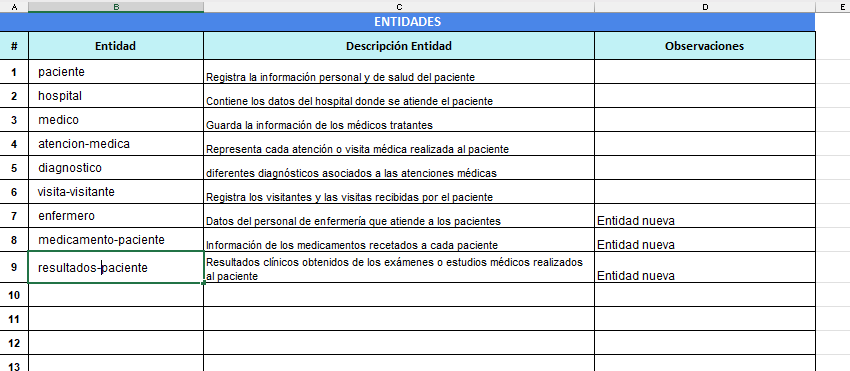 A B C D E
ENTIDADES
# Entidad Descripción Entidad Observaciones
1 paciente Registra la información personal y de salud del paciente
2 hospital Contiene los datos del hospital donde se atiende el paciente
3 medico Guarda la información de los médicos tratantes
4 atencion-medica Representa cada atención o visita médica realizada al paciente
5 diagnostico diferentes diagnósticos asociados a las atenciones médicas
6 visita-visitante Registra los visitantes y las visitas recibidas por el paciente
7 enfermero Datos del personal de enfermería que atiende a los pacientes Entidad nueva
8 medicamento-paciente Información de los medicamentos recetados a cada paciente Entidad nueva
9 resultados-paciente Resultados clínicos obtenidos de los exámenes o estudios médicos realizados
al paciente Entidad nueva
10
11
12
13